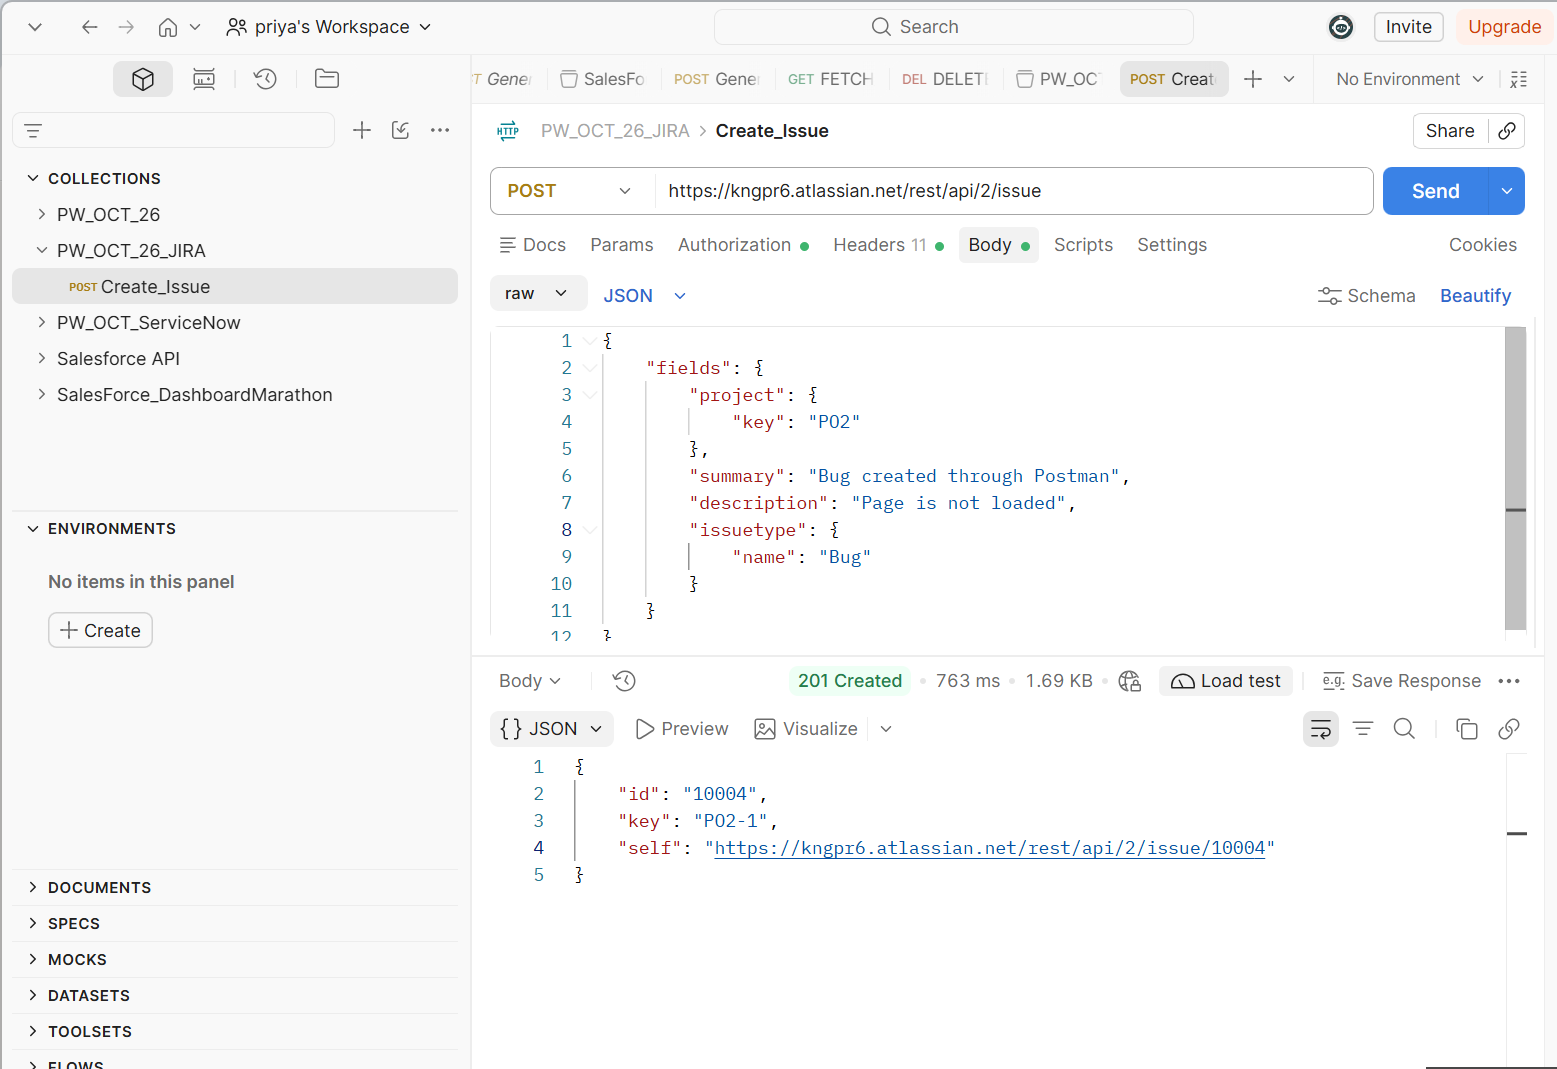 priya's Workspace
Search
Invite
Upgrade
SalesFo
POST Gene
GET FETCH
DEL DELET
PW_OC
POST Creat
No Environment
HTTP
PW_OCT_26_JIRA > Create_Issue
Share
COLLECTIONS
PW_OCT_26
PW_OCT_26_JIRA
POST Create_Issue
PW_OCT_ServiceNow
Salesforce API
SalesForce_DashboardMarathon
ENVIRONMENTS
No items in this panel
+ Create
DOCUMENTS
SPECS
MOCKS
DATASETS
TOOLSETS
FLOWS
POST
https://kngpr6.atlassian.net/rest/api/2/issue
Send
Docs Params Authorization Headers 11 Body Scripts Settings
Cookies
raw
JSON
Schema
Beautify
1 {
2 "fields": {
3 "project": {
4 "key": "PO2"
5 },
6 "summary": "Bug created through Postman",
7 "description": "Page is not loaded",
8 "issuetype": {
9 "name": "Bug"
10 }
11 }
12 }
Body
201 Created • 763 ms • 1.69 KB
Load test
e.g. Save Response
{} JSON
Preview
Visualize
1 {
2 "id": "10004",
3 "key": "PO2-1",
4 "self": "https://kngpr6.atlassian.net/rest/api/2/issue/10004"
5 }